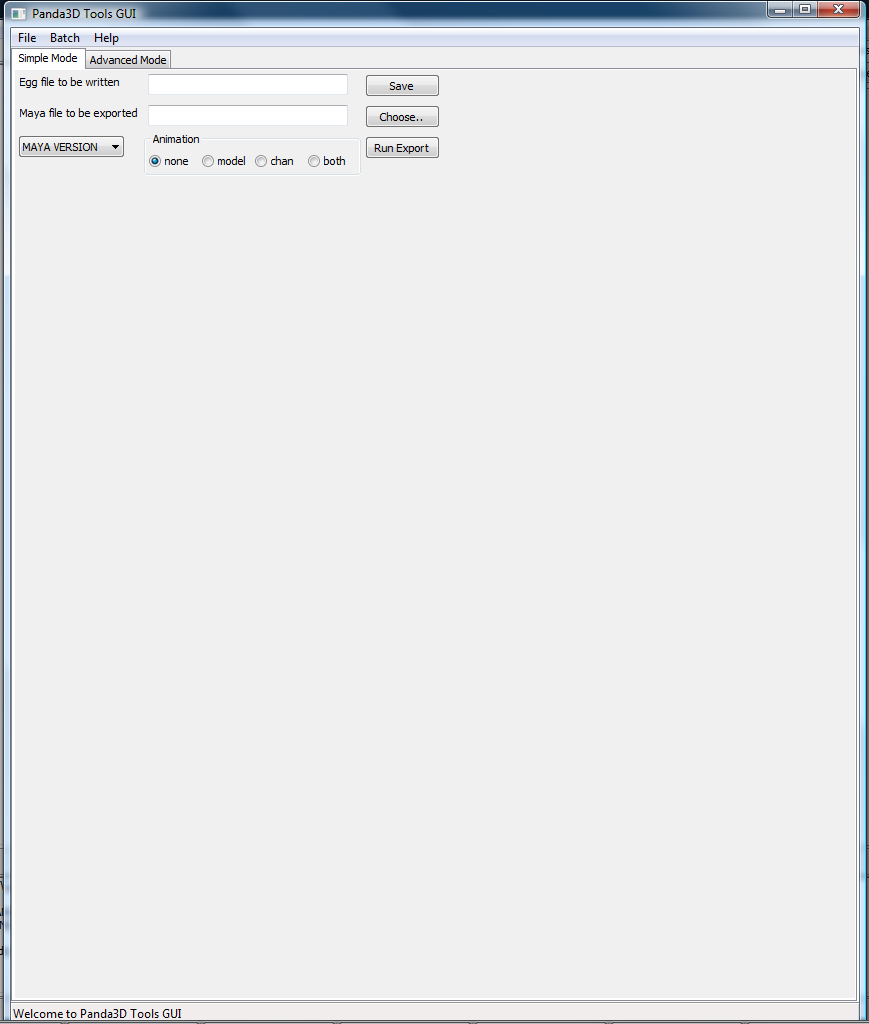 Panda3D Tools GUI
File Batch Help
Simple Mode Advanced Mode
Egg file to be written Save
Maya file to be exported Choose..
Animation
MAYA VERSION none model chan both Run Export
Welcome to Panda3D Tools GUI